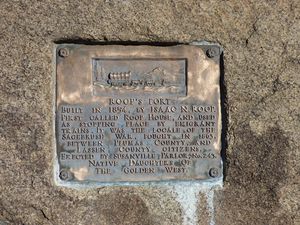 ROOP'S FORT
BUILT IN 1854, BY ISAAC N. ROOP.
FIRST CALLED ROOP HOUSE, AND USED
AS STOPPING PLACE BY EMIGRANT
TRAINS. IT WAS THE LOCALE OF THE
SAGEBRUSH WAR, FOUGHT IN 1863,
BETWEEN PLUMAS COUNTY, AND
LASSEN COUNTY CITIZENS.
ERECTED BY SUSANVILLE PARLOR, NO. 243.
NATIVE DAUGHTERS OF
THE GOLDEN WEST.